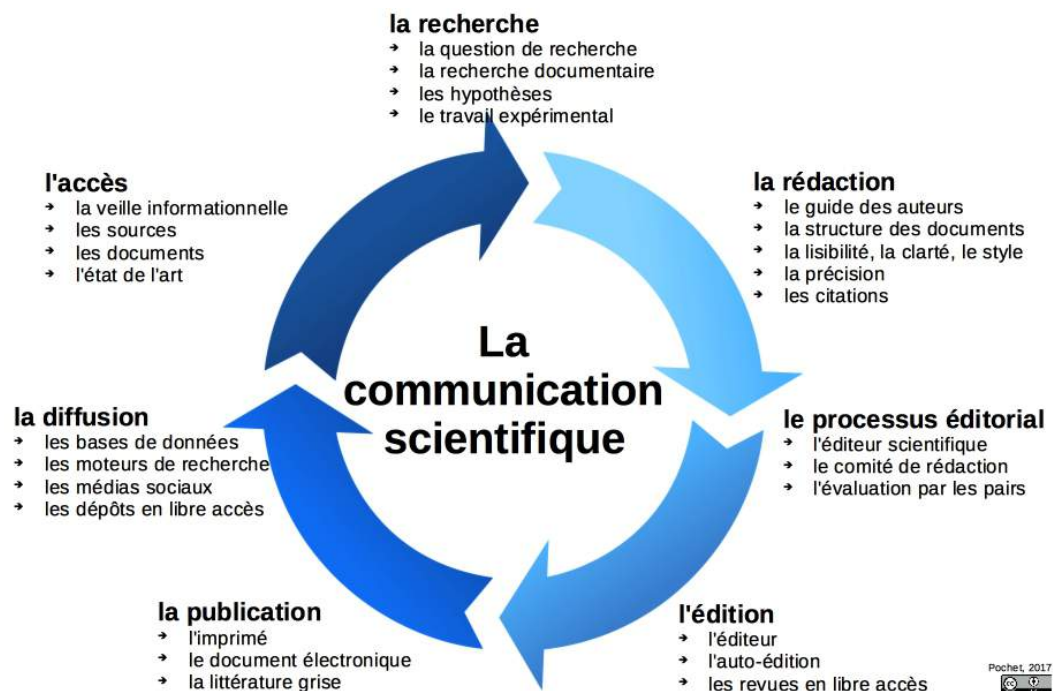 la recherche
➔ la question de recherche
➔ la recherche documentaire
➔ les hypothèses
➔ le travail expérimental
la rédaction
➔ le guide des auteurs
➔ la structure des documents
➔ la lisibilité, la clarté, le style
➔ la précision
➔ les citations
le processus éditorial
➔ l'éditeur scientifique
➔ le comité de rédaction
➔ l'évaluation par les pairs
l'édition
➔ l'éditeur
➔ l'auto-édition
➔ les revues en libre accès
la publication
➔ l'imprimé
➔ le document électronique
➔ la littérature grise
la diffusion
➔ les bases de données
➔ les moteurs de recherche
➔ les médias sociaux
➔ les dépôts en libre accès
l'accès
➔ la veille informationnelle
➔ les sources
➔ les documents
➔ l'état de l'art
La
communication
scientifique
Pochet, 2017
cc